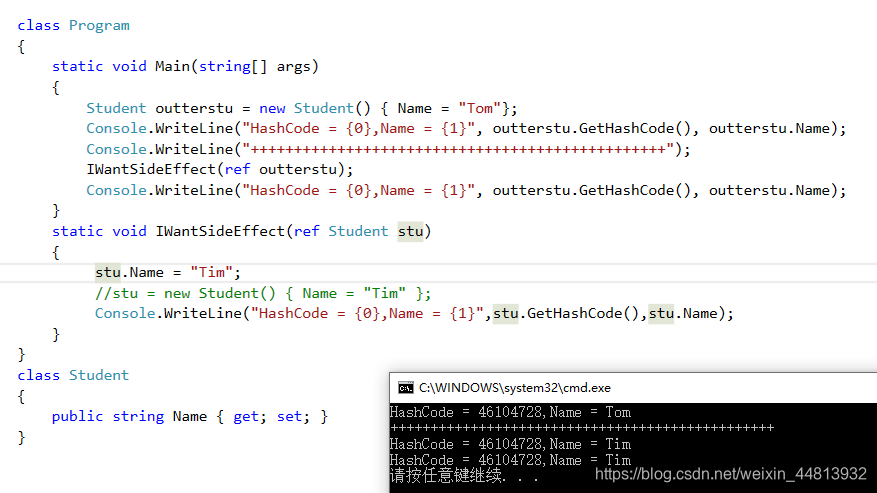 class Program
{
    static void Main(string[] args)
    {
        Student outterstu = new Student() { Name = "Tom"};
        Console.WriteLine("HashCode = {0},Name = {1}", outterstu.GetHashCode(), outterstu.Name);
        Console.WriteLine("+++++++++++++++++++++++++++++++++++++++++++++++++");
        IWantSideEffect(ref outterstu);
        Console.WriteLine("HashCode = {0},Name = {1}", outterstu.GetHashCode(), outterstu.Name);
    }
    static void IWantSideEffect(ref Student stu)
    {
         stu.Name = "Tim";
         //stu = new Student() { Name = "Tim" };
         Console.WriteLine("HashCode = {0},Name = {1}",stu.GetHashCode(),stu.Name);
    }
}
class Student
{
    public string Name { get; set; }
}
C:\WINDOWS\system32\cmd.exe
HashCode = 46104728,Name = Tom
+++++++++++++++++++++++++++++++++++++++++++++++++
HashCode = 46104728,Name = Tim
HashCode = 46104728,Name = Tim
请按任意键继续. . .
https://blog.csdn.net/weixin_44813932